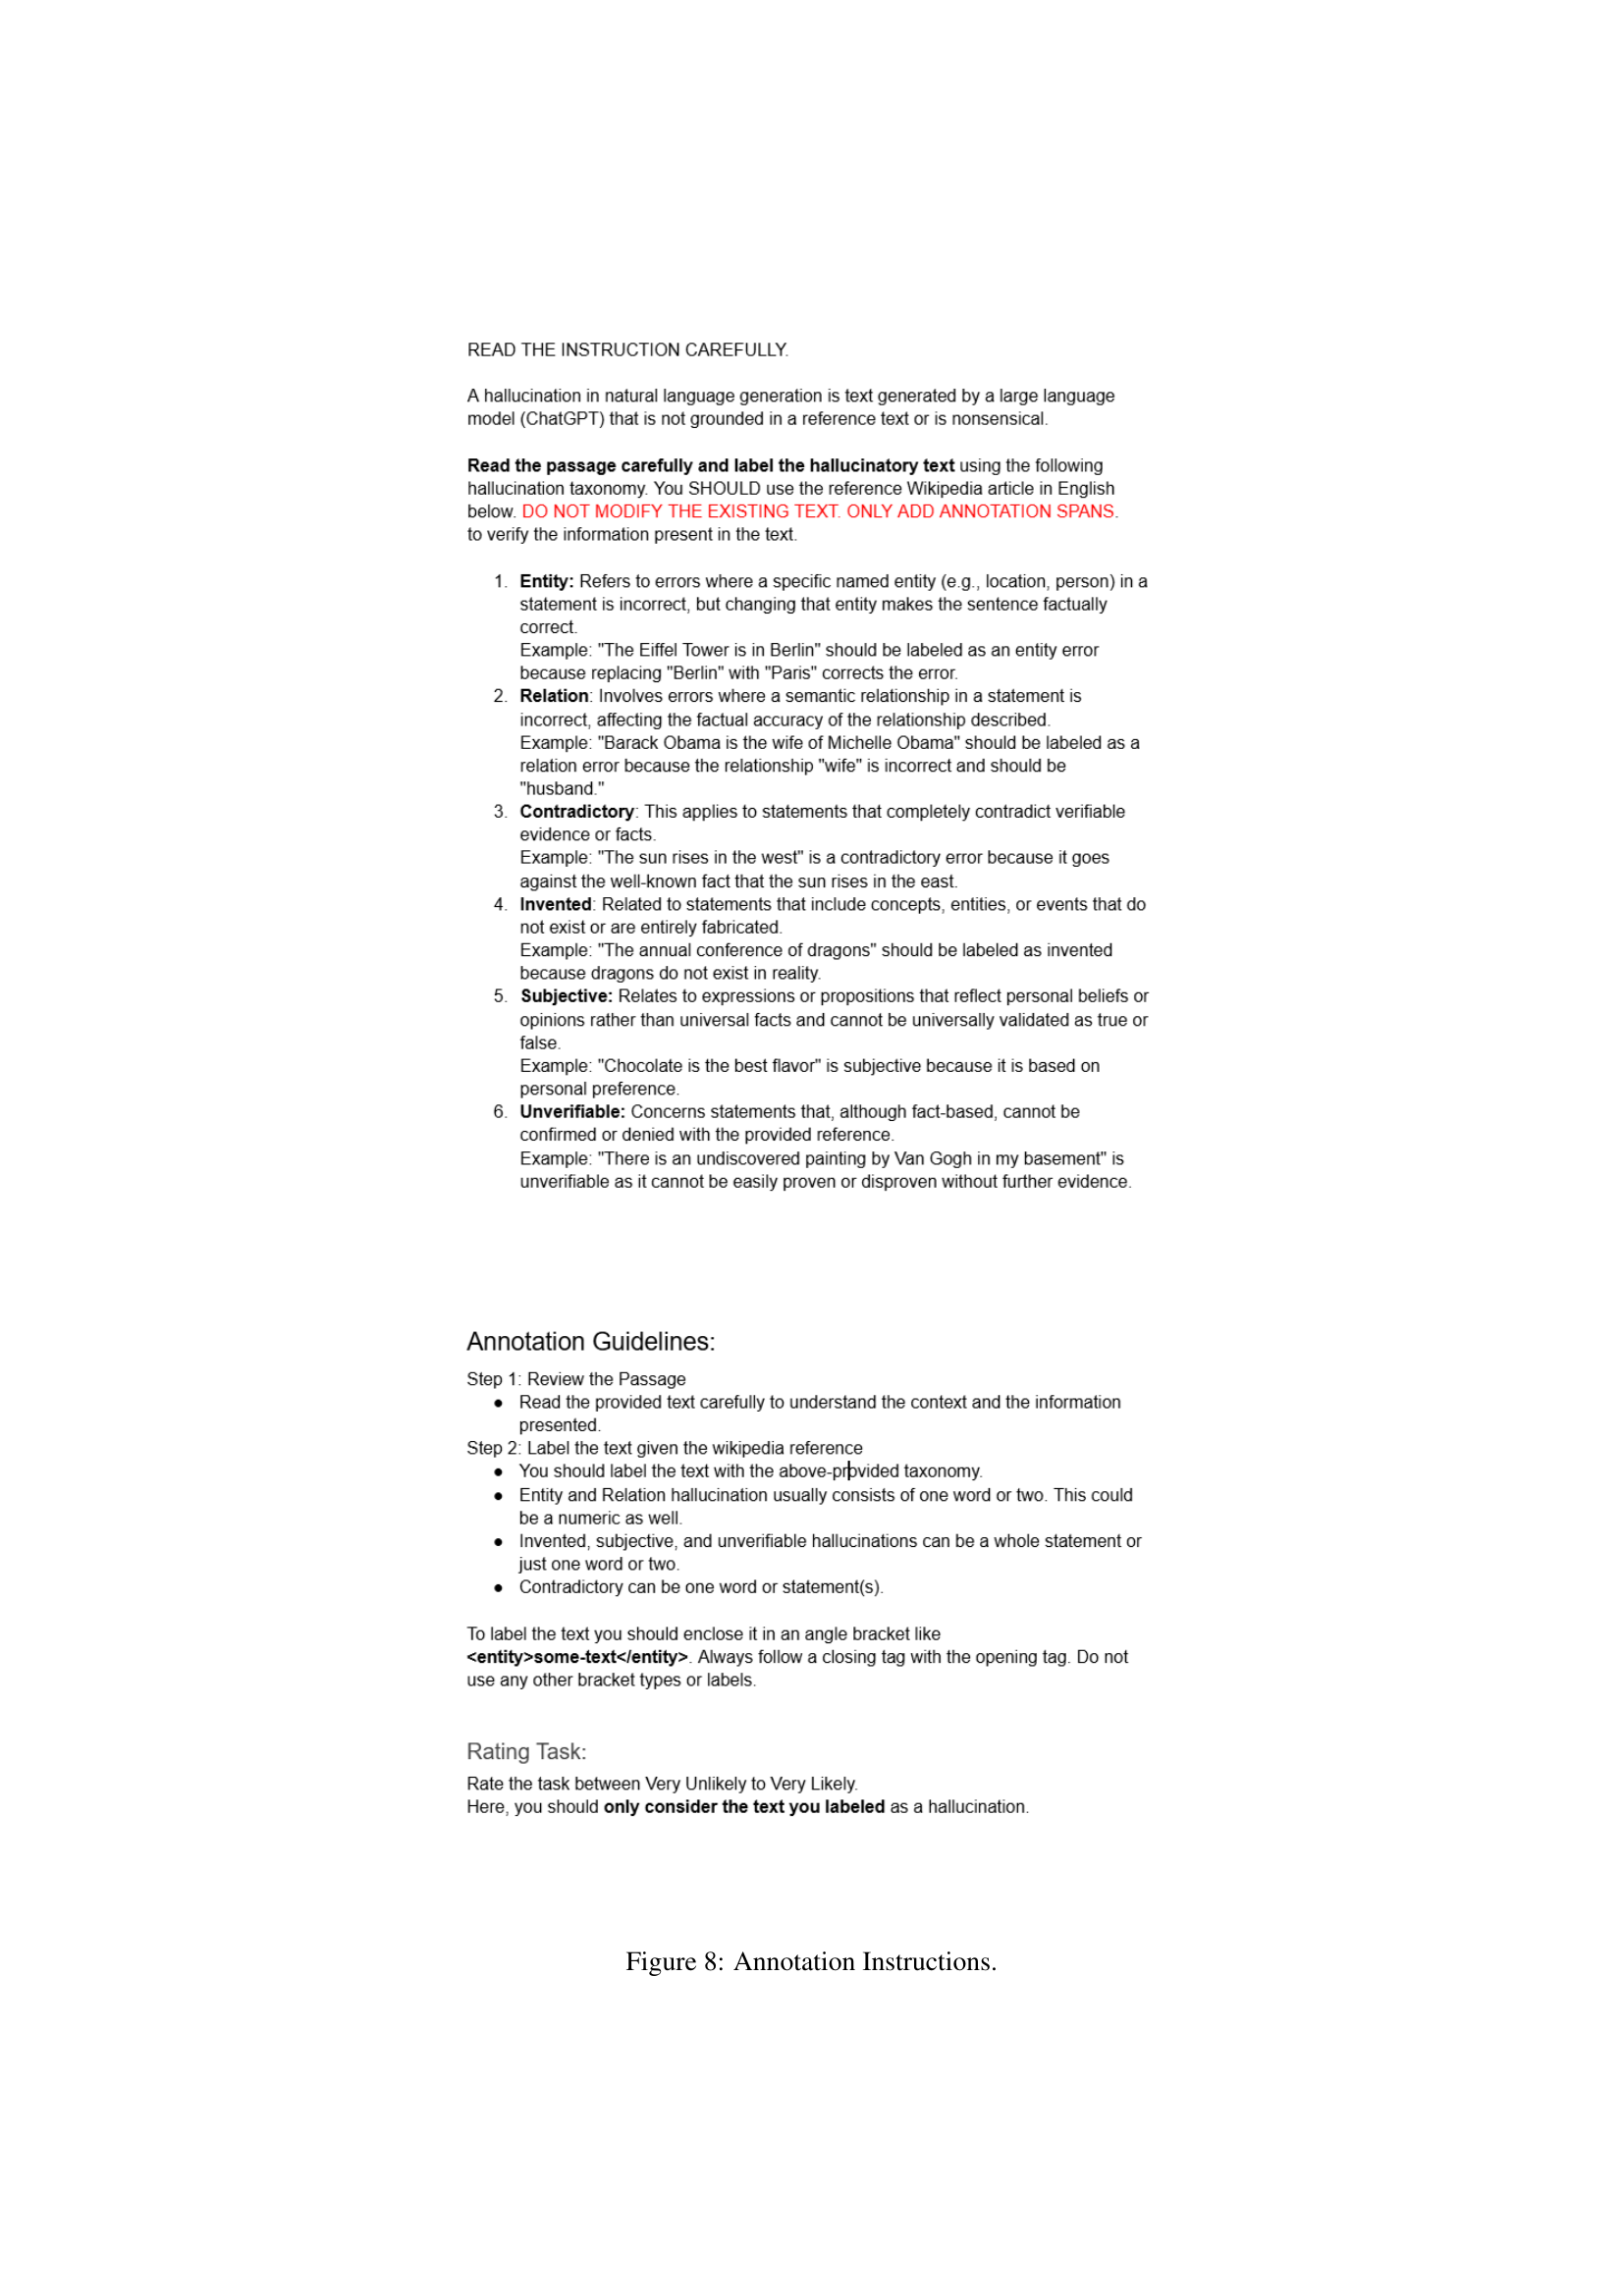 READ THE INSTRUCTION CAREFULLY.
A hallucination in natural language generation is text generated by a large language
model (ChatGPT) that is not grounded in a reference text or is nonsensical.
Read the passage carefully and label the hallucinatory text using the following
hallucination taxonomy. You SHOULD use the reference Wikipedia article in English
below. DO NOT MODIFY THE EXISTING TEXT. ONLY ADD ANNOTATION SPANS.
to verify the information present in the text.
1. Entity: Refers to errors where a specific named entity (e.g., location, person) in a
statement is incorrect, but changing that entity makes the sentence factually
correct.
Example: "The Eiffel Tower is in Berlin" should be labeled as an entity error
because replacing "Berlin" with "Paris" corrects the error.
2. Relation: Involves errors where a semantic relationship in a statement is
incorrect, affecting the factual accuracy of the relationship described.
Example: "Barack Obama is the wife of Michelle Obama" should be labeled as a
relation error because the relationship "wife" is incorrect and should be
"husband."
3. Contradictory: This applies to statements that completely contradict verifiable
evidence or facts.
Example: "The sun rises in the west" is a contradictory error because it goes
against the well-known fact that the sun rises in the east.
4. Invented: Related to statements that include concepts, entities, or events that do
not exist or are entirely fabricated.
Example: "The annual conference of dragons" should be labeled as invented
because dragons do not exist in reality.
5. Subjective: Relates to expressions or propositions that reflect personal beliefs or
opinions rather than universal facts and cannot be universally validated as true or
false.
Example: "Chocolate is the best flavor" is subjective because it is based on
personal preference.
6. Unverifiable: Concerns statements that, although fact-based, cannot be
confirmed or denied with the provided reference.
Example: "There is an undiscovered painting by Van Gogh in my basement" is
unverifiable as it cannot be easily proven or disproven without further evidence.
Annotation Guidelines:
Step 1: Review the Passage
● Read the provided text carefully to understand the context and the information
presented.
Step 2: Label the text given the wikipedia reference
● You should label the text with the above-provided taxonomy.
● Entity and Relation hallucination usually consists of one word or two. This could
be a numeric as well.
● Invented, subjective, and unverifiable hallucinations can be a whole statement or
just one word or two.
● Contradictory can be one word or statement(s).
To label the text you should enclose it in an angle bracket like
<entity>some-text</entity>. Always follow a closing tag with the opening tag. Do not
use any other bracket types or labels.
Rating Task:
Rate the task between Very Unlikely to Very Likely.
Here, you should only consider the text you labeled as a hallucination.
Figure 8: Annotation Instructions.